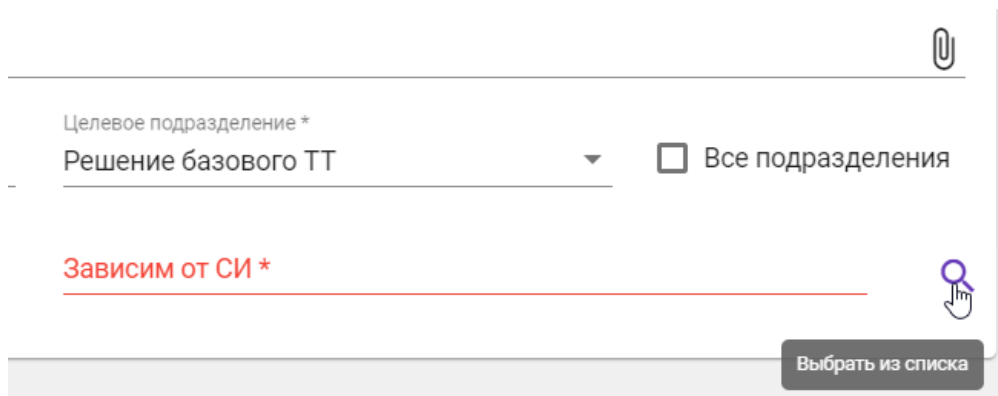 Целевое подразделение *
Решение базового ТТ
Все подразделения
Зависим от СИ *
Выбрать из списка